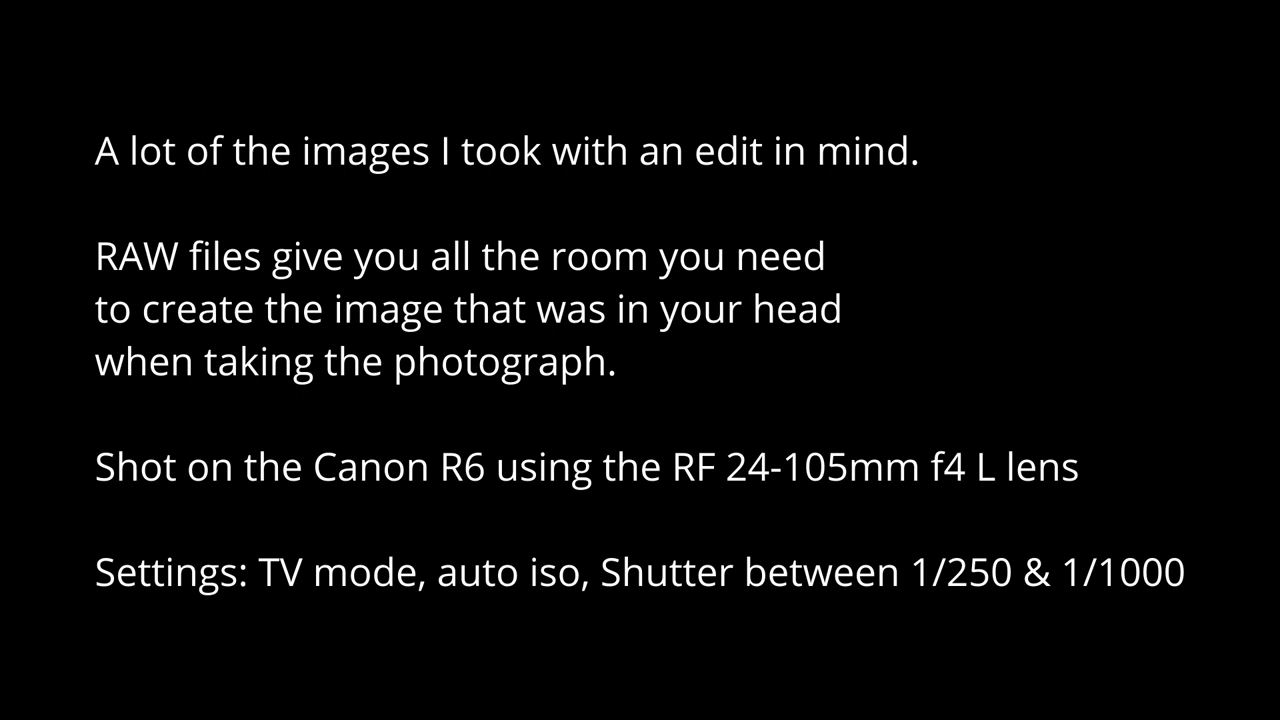 A lot of the images I took with an edit in mind.
RAW files give you all the room you need
to create the image that was in your head
when taking the photograph.
Shot on the Canon R6 using the RF 24-105mm f4 L lens
Settings: TV mode, auto iso, Shutter between 1/250 & 1/1000